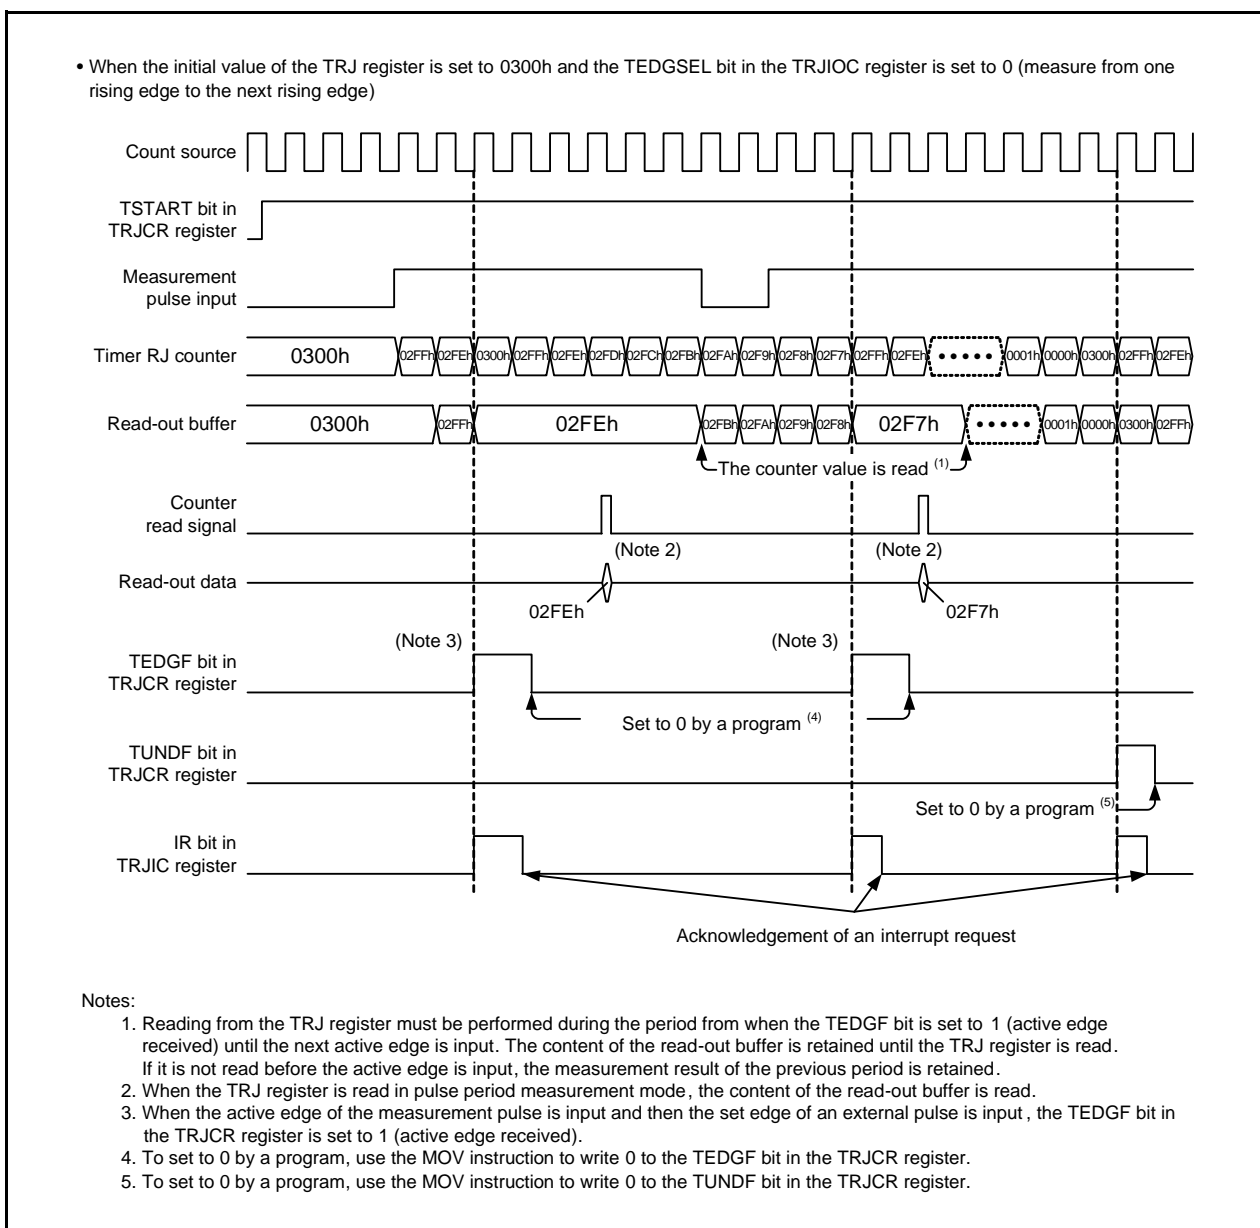 • When the initial value of the TRJ register is set to 0300h and the TEDGSEL bit in the TRJIOC register is set to 0 (measure from one
rising edge to the next rising edge)
Count source
TSTART bit in
TRJCR register
Measurement
pulse input
Timer RJ counter
0300h 02FFh 02FEh 0300h 02FFh 02FEh 02FDh 02FCh 02FBh 02FAh 02F9h 02F8h 02F7h 02FFh 02FEh • • • • • 0001h 0000h 0300h 02FFh 02FEh
Read-out buffer
0300h 02FFh 02FEh 02FBh 02FAh 02F9h 02F8h 02F7h • • • • • 0001h 0000h 0300h 02FFh
The counter value is read (1)
Counter
read signal
(Note 2) (Note 2)
Read-out data
02FEh 02F7h
(Note 3) (Note 3)
TEDGF bit in
TRJCR register
Set to 0 by a program (4)
TUNDF bit in
TRJCR register
Set to 0 by a program (5)
IR bit in
TRJIC register
Acknowledgement of an interrupt request
Notes:
1. Reading from the TRJ register must be performed during the period from when the TEDGF bit is set to 1 (active edge
received) until the next active edge is input. The content of the read-out buffer is retained until the TRJ register is read.
If it is not read before the active edge is input, the measurement result of the previous period is retained.
2. When the TRJ register is read in pulse period measurement mode, the content of the read-out buffer is read.
3. When the active edge of the measurement pulse is input and then the set edge of an external pulse is input, the TEDGF bit in
the TRJCR register is set to 1 (active edge received).
4. To set to 0 by a program, use the MOV instruction to write 0 to the TEDGF bit in the TRJCR register.
5. To set to 0 by a program, use the MOV instruction to write 0 to the TUNDF bit in the TRJCR register.